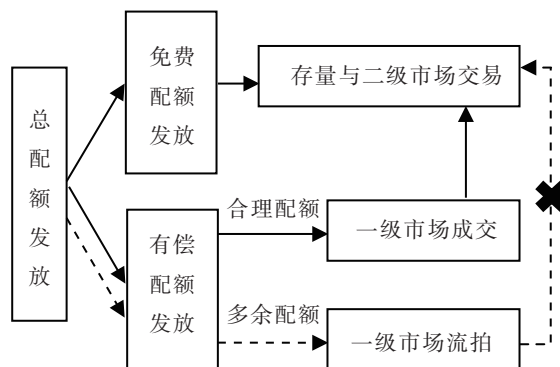 总
配
额
发
放
免费
配额
发放
存量与二级市场交易
有偿
配额
发放
合理配额
一级市场成交
多余配额
一级市场流拍